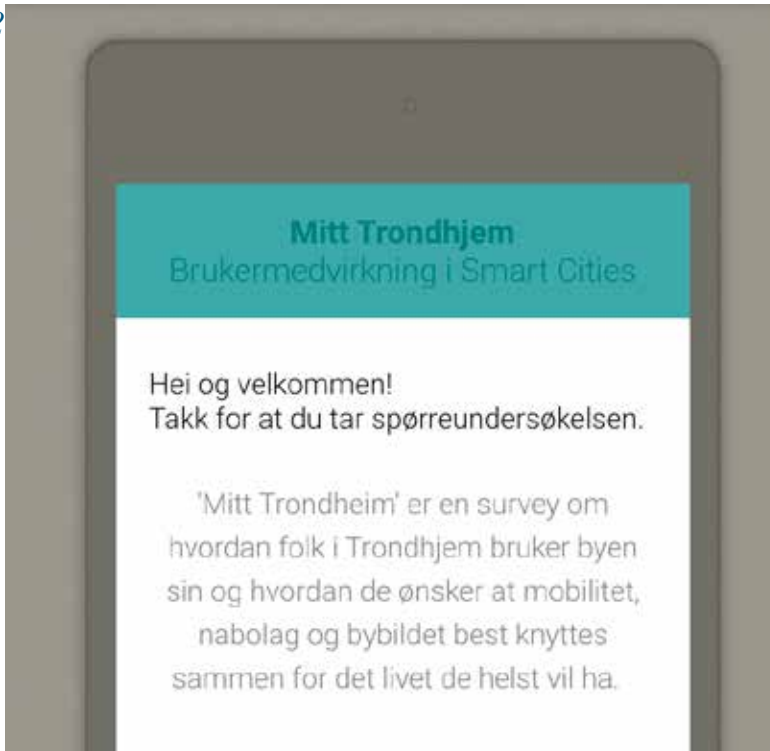 ?
Mitt Trondhjem
Brukermedvirkning i Smart Cities
Hei og velkommen!
Takk for at du tar spørreundersøkelsen.
'Mitt Trondheim' er en survey om
hvordan folk i Trondhjem bruker byen
sin og hvordan de ønsker at mobilitet,
nabolag og bybildet best knyttes
sammen for det livet de helst vil ha.